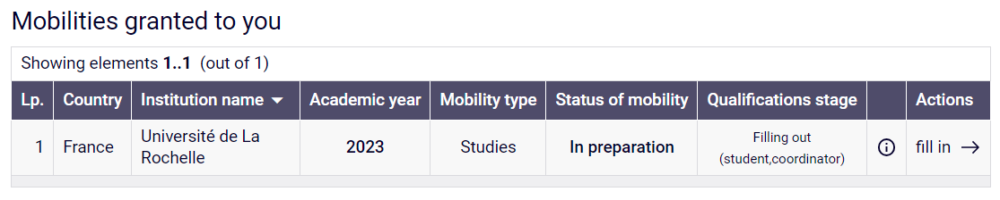 Mobilities granted to you
Showing elements 1..1 (out of 1)
Lp. Country Institution name Academic year Mobility type Status of mobility Qualifications stage Actions
1 France Université de La Rochelle 2023 Studies In preparation Filling out (student,coordinator) fill in →